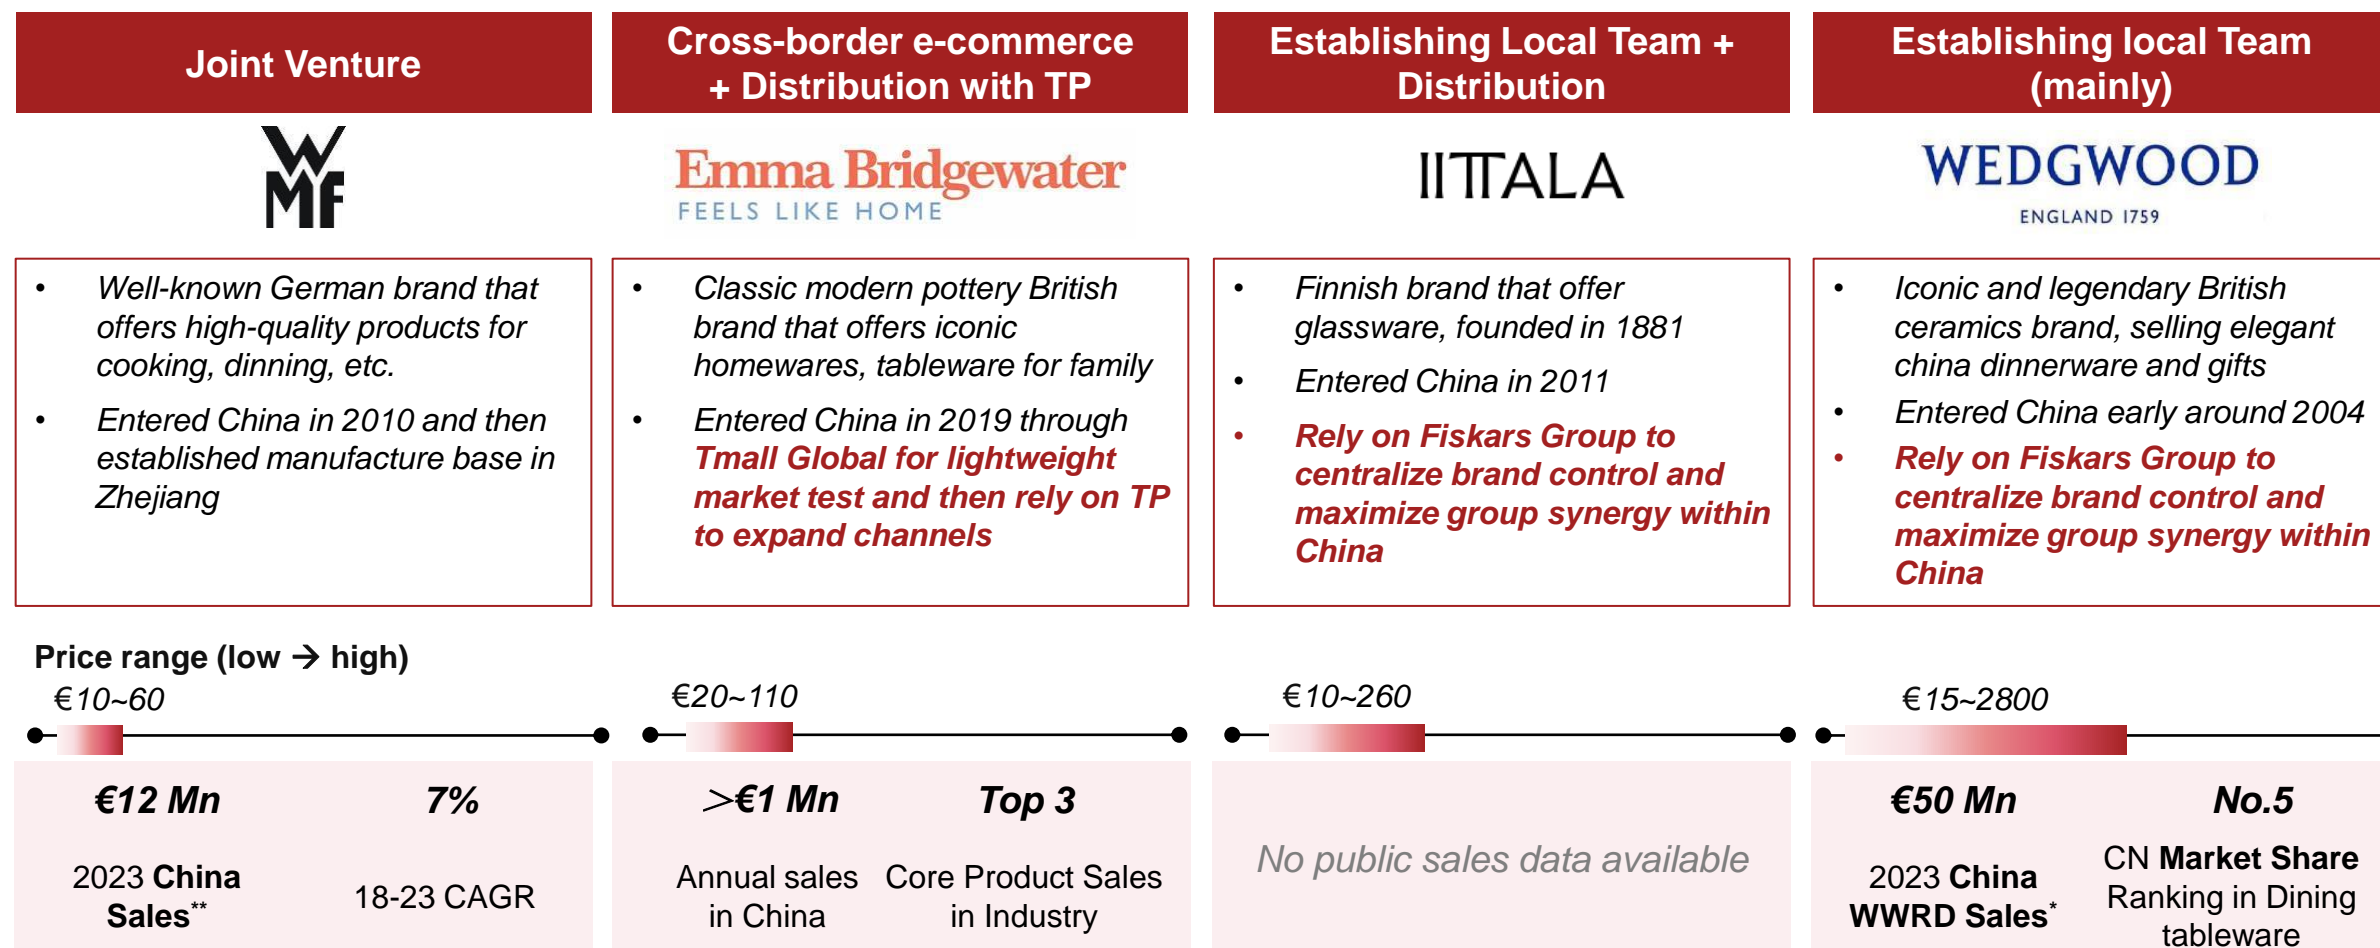 Joint Venture
Cross-border e-commerce
+ Distribution with TP
Establishing Local Team +
Distribution
Establishing local Team
(mainly)
WMF
Emma Bridgewater
FEELS LIKE HOME
IITTALA
WEDGWOOD
ENGLAND 1759
• Well-known German brand that
offers high-quality products for
cooking, dinning, etc.
• Entered China in 2010 and then
established manufacture base in
Zhejiang
• Classic modern pottery British
brand that offers iconic
homewares, tableware for family
• Entered China in 2019 through
Tmall Global for lightweight
market test and then rely on TP
to expand channels
• Finnish brand that offer
glassware, founded in 1881
• Entered China in 2011
• Rely on Fiskars Group to
centralize brand control and
maximize group synergy within
China
• Iconic and legendary British
ceramics brand, selling elegant
china dinnerware and gifts
• Entered China early around 2004
• Rely on Fiskars Group to
centralize brand control and
maximize group synergy within
China
Price range (low → high)
€10~60
€20~110
€10~260
€15~2800
€12 Mn
2023 China
Sales**
7%
18-23 CAGR
>€1 Mn
Annual sales
in China
Top 3
Core Product Sales
in Industry
No public sales data available
€50 Mn
2023 China
WWRD Sales*
No.5
CN Market Share
Ranking in Dining
tableware